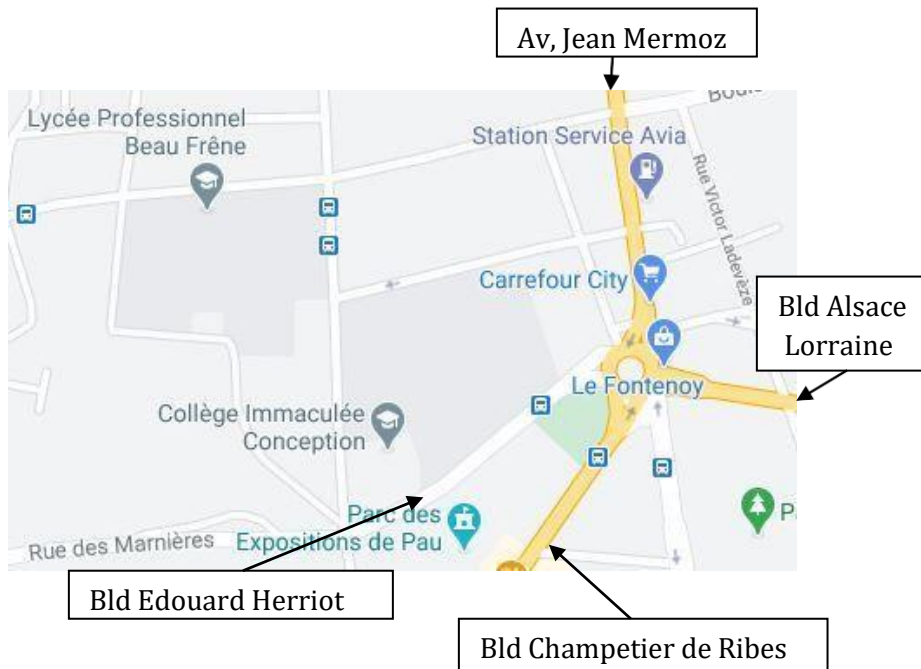 Av, Jean Mermoz
Lycée Professionnel
Beau Frêne
Station Service Avia
Rue Victor Ladevèze
Carrefour City
Bld Alsace
Lorraine
Le Fontenoy
Collège Immaculée
Conception
Parc des
Expositions de Pau
Rue des Marnières
Bld Edouard Herriot
Bld Champetier de Ribes